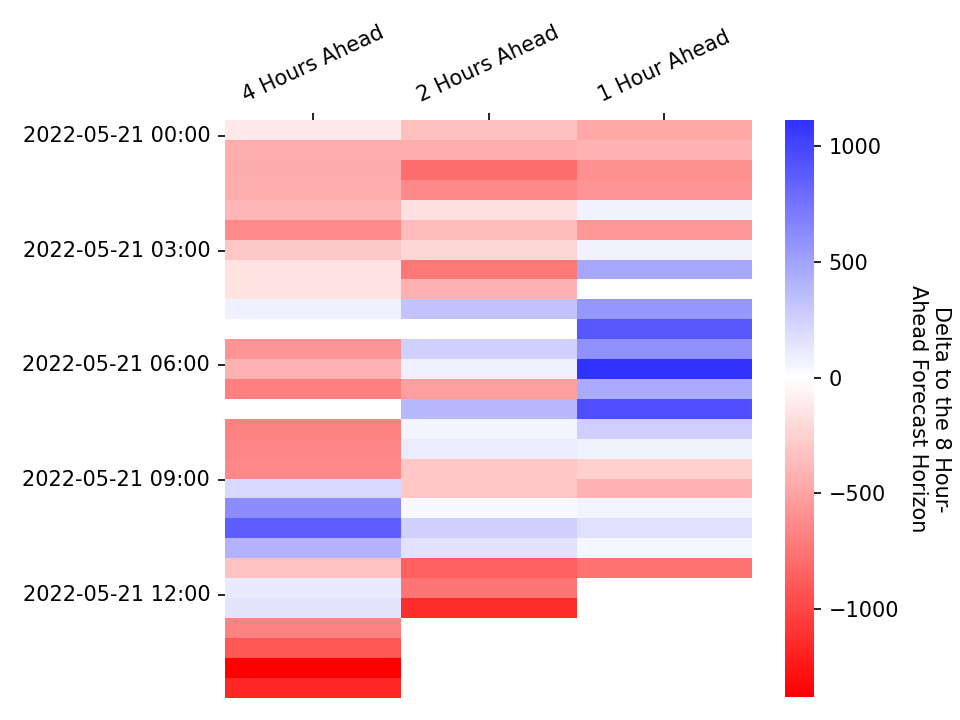 4 Hours Ahead
2 Hours Ahead
1 Hour Ahead
2022-05-21 00:00
2022-05-21 03:00
2022-05-21 06:00
2022-05-21 09:00
2022-05-21 12:00
1000
500
0
−500
−1000
Delta to the 8 Hour-
Ahead Forecast Horizon